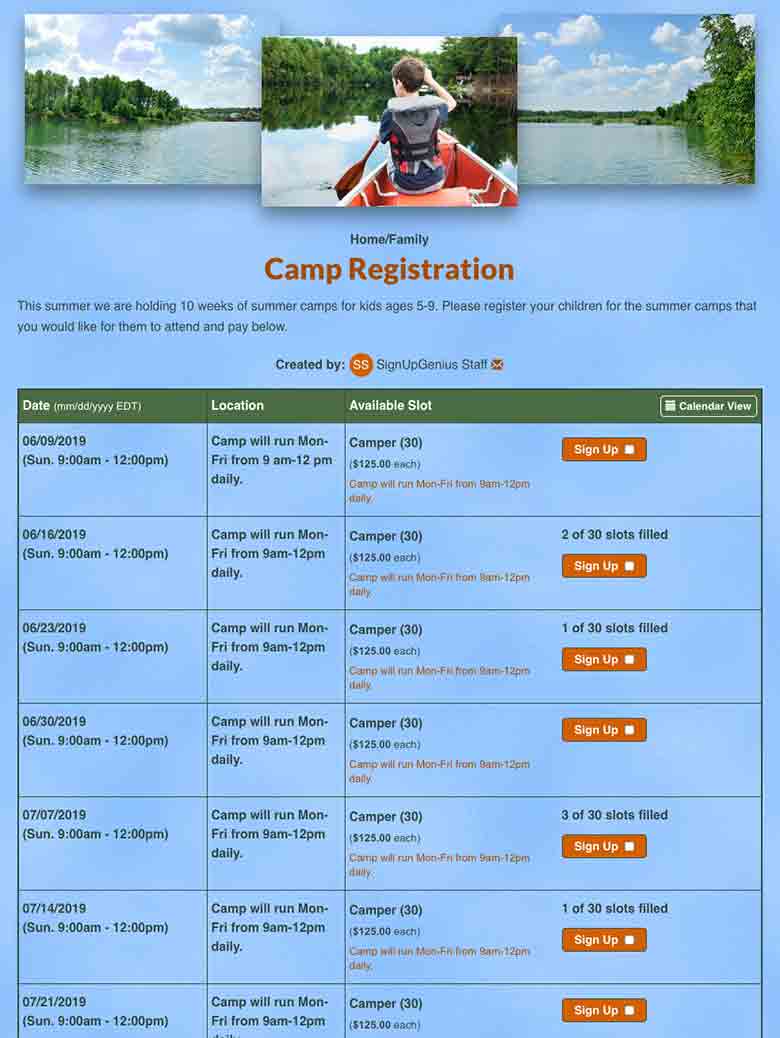 Home/Family
Camp Registration
This summer we are holding 10 weeks of summer camps for kids ages 5-9. Please register your children for the summer camps that
you would like for them to attend and pay below.
Created by: SS SignUpGenius Staff
Date (mm/dd/yyyy EDT) Location Available Slot Calendar View
06/09/2019
(Sun. 9:00am - 12:00pm)
Camp will run Mon-
Fri from 9 am-12 pm
daily.
Camper (30)
($125.00 each)
Camp will run Mon-Fri from 9am-12pm
daily.
Sign Up
06/16/2019
(Sun. 9:00am - 12:00pm)
Camp will run Mon-
Fri from 9am-12pm
daily.
Camper (30)
($125.00 each)
Camp will run Mon-Fri from 9am-12pm
daily.
2 of 30 slots filled
Sign Up
06/23/2019
(Sun. 9:00am - 12:00pm)
Camp will run Mon-
Fri from 9am-12pm
daily.
Camper (30)
($125.00 each)
Camp will run Mon-Fri from 9am-12pm
daily.
1 of 30 slots filled
Sign Up
06/30/2019
(Sun. 9:00am - 12:00pm)
Camp will run Mon-
Fri from 9am-12pm
daily.
Camper (30)
($125.00 each)
Camp will run Mon-Fri from 9am-12pm
daily.
Sign Up
07/07/2019
(Sun. 9:00am - 12:00pm)
Camp will run Mon-
Fri from 9am-12pm
daily.
Camper (30)
($125.00 each)
Camp will run Mon-Fri from 9am-12pm
daily.
3 of 30 slots filled
Sign Up
07/14/2019
(Sun. 9:00am - 12:00pm)
Camp will run Mon-
Fri from 9am-12pm
daily.
Camper (30)
($125.00 each)
Camp will run Mon-Fri from 9am-12pm
daily.
1 of 30 slots filled
Sign Up
07/21/2019
(Sun. 9:00am - 12:00pm)
Camp will run Mon-
Fri from 9am-12pm
Camper (30)
($125.00 each)
Sign Up